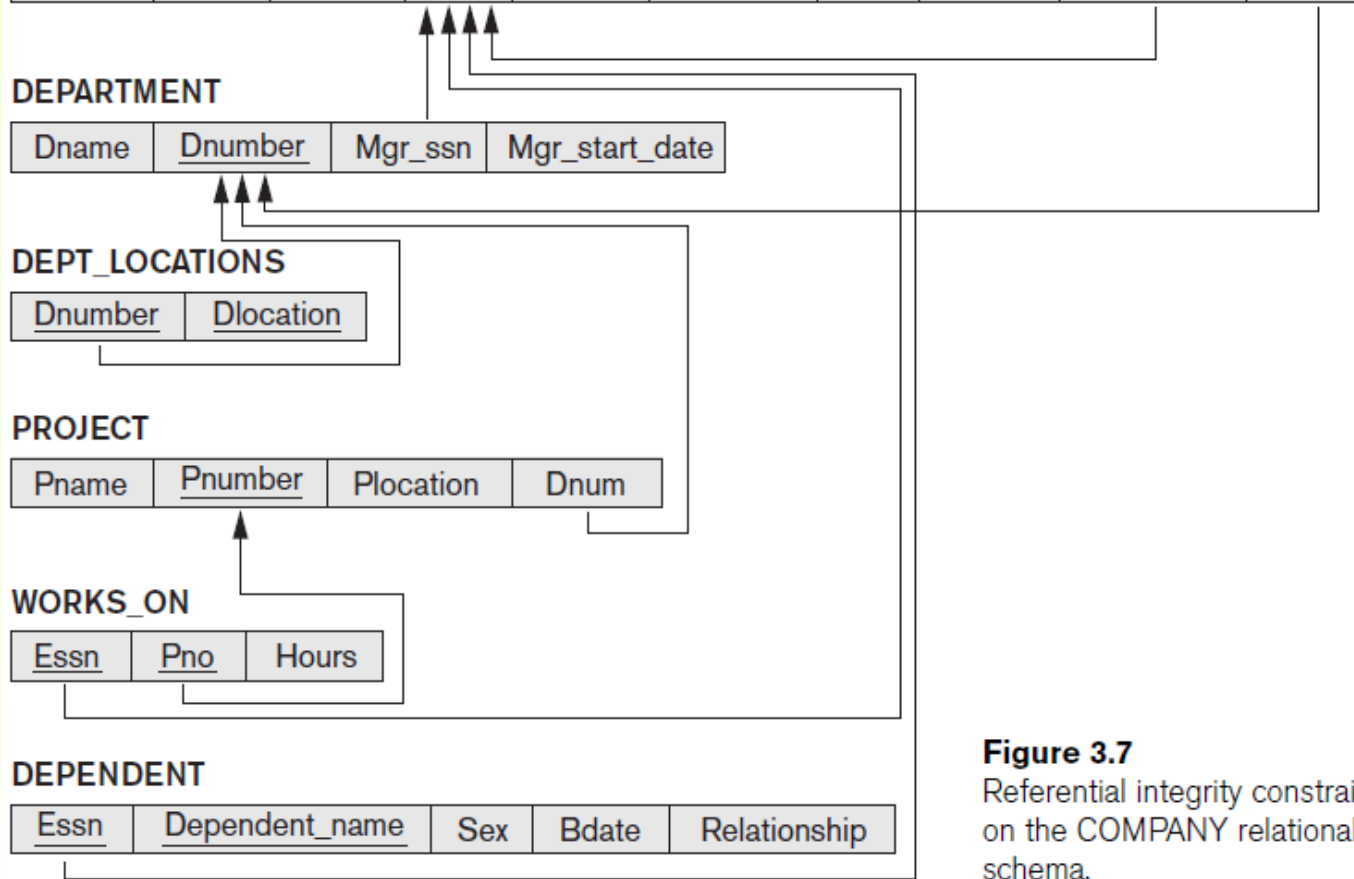 DEPARTMENT
Dname Dnumber Mgr_ssn Mgr_start_date
DEPT_LOCATIONS
Dnumber Dlocation
PROJECT
Pname Pnumber Plocation Dnum
WORKS_ON
Essn Pno Hours
DEPENDENT
Essn Dependent_name Sex Bdate Relationship
Figure 3.7
Referential integrity constrai
on the COMPANY relational
schema.